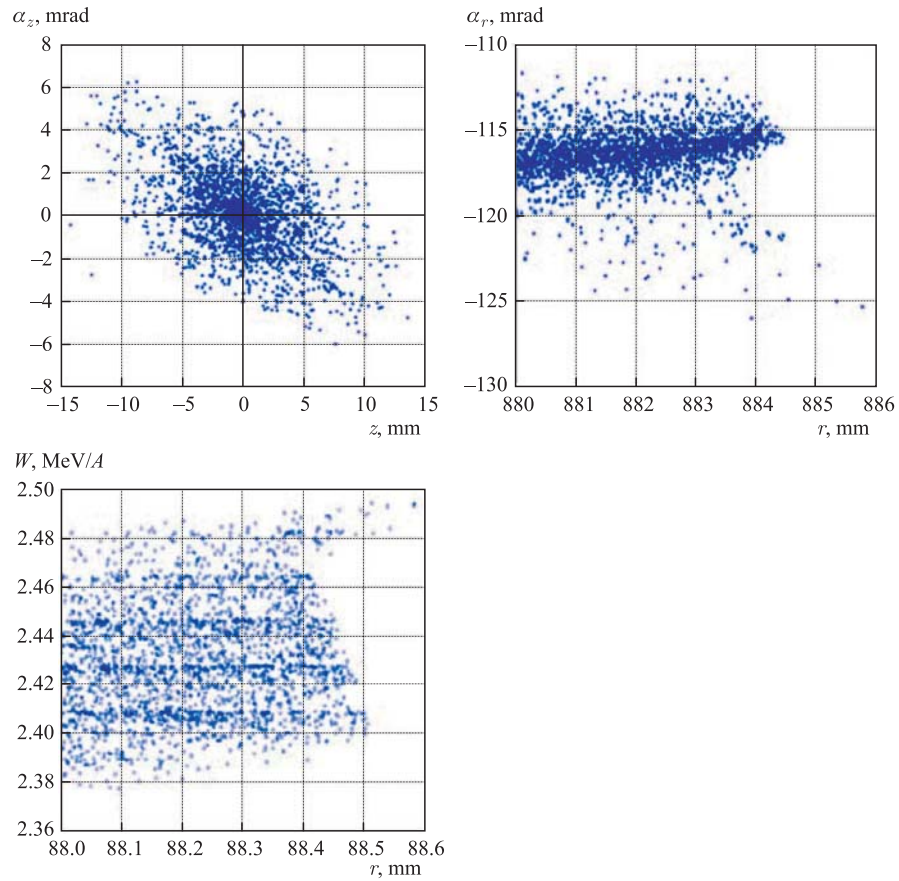 α_z, mrad
8
6
4
2
0
–2
–4
–6
–8
–15 –10 –5 0 5 10 15
z, mm
α_r, mrad
–110
–115
–120
–125
–130
880 881 882 883 884 885 886
r, mm
W, MeV/A
2.50
2.48
2.46
2.44
2.42
2.40
2.38
2.36
88.0 88.1 88.2 88.3 88.4 88.5 88.6
r, mm